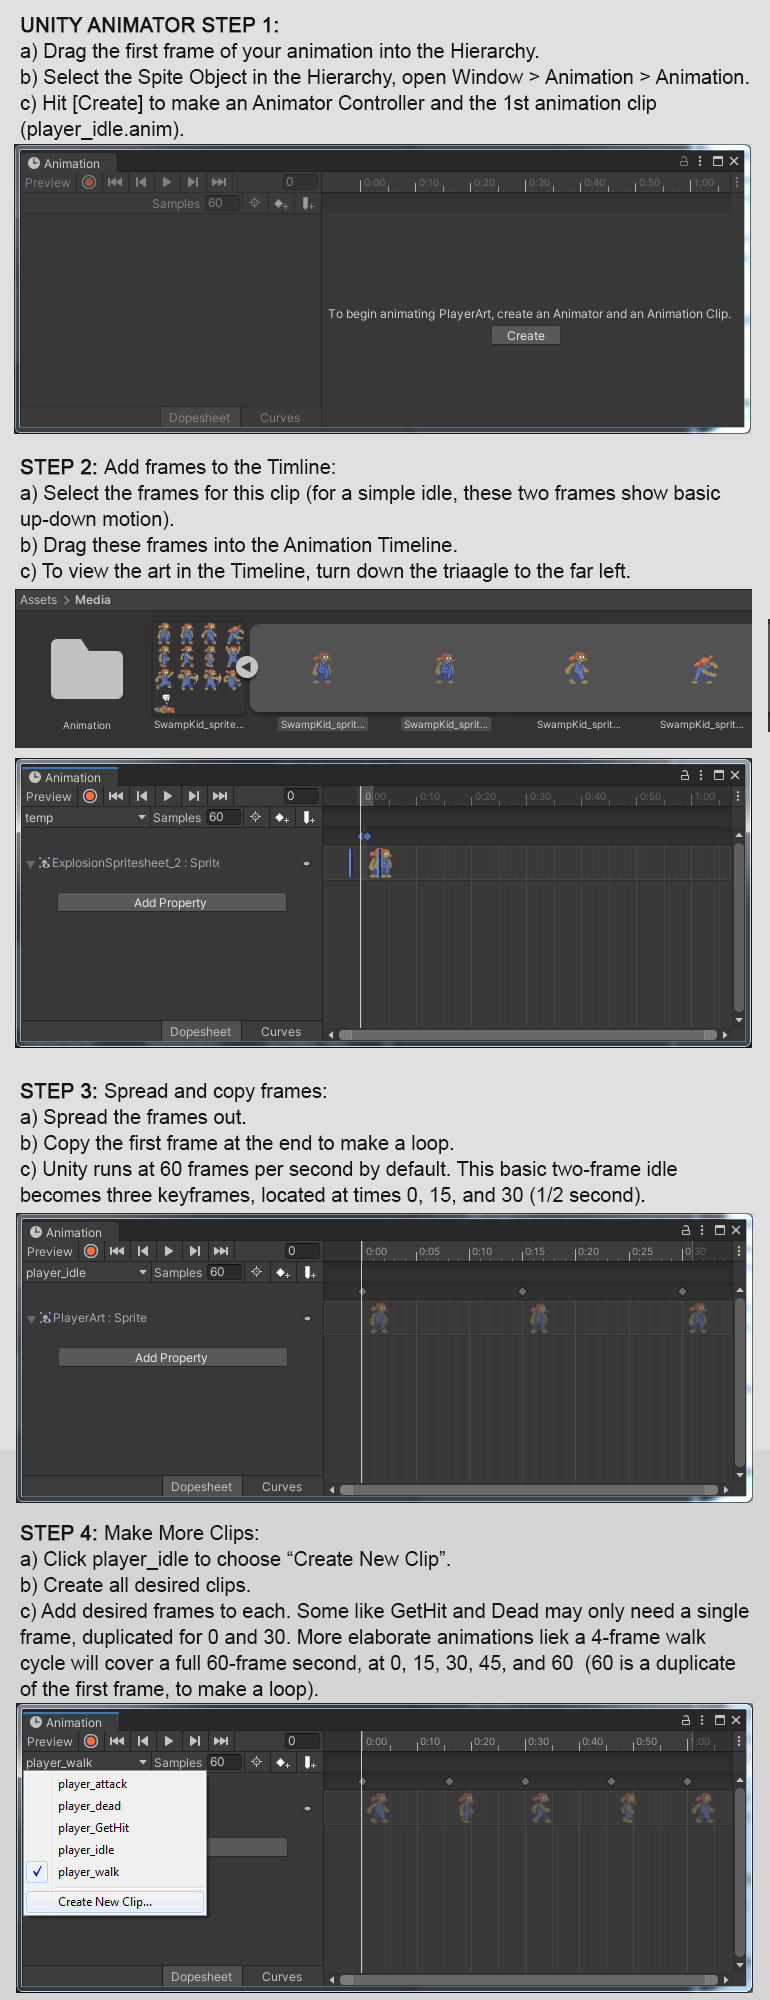 UNITY ANIMATOR STEP 1:
a) Drag the first frame of your animation into the Hierarchy.
b) Select the Spite Object in the Hierarchy, open Window > Animation > Animation.
c) Hit [Create] to make an Animator Controller and the 1st animation clip
(player_idle.anim).
Animation
Preview 0 0:00 0:10 0:20 0:30 0:40 0:50 1:00
Samples 60
To begin animating PlayerArt, create an Animator and an Animation Clip.
Create
Dopesheet Curves
STEP 2: Add frames to the Timline:
a) Select the frames for this clip (for a simple idle, these two frames show basic
up-down motion).
b) Drag these frames into the Animation Timeline.
c) To view the art in the Timeline, turn down the triaagle to the far left.
Assets > Media
Animation SwampKid_sprite... SwampKid_sprit... SwampKid_sprit... SwampKid_sprit... SwampKid_sprit...
Animation
Preview 0 0:00 0:10 0:20 0:30 0:40 0:50 1:00
temp Samples 60
ExplosionSpritesheet_2 : Sprite
Add Property
Dopesheet Curves
STEP 3: Spread and copy frames:
a) Spread the frames out.
b) Copy the first frame at the end to make a loop.
c) Unity runs at 60 frames per second by default. This basic two-frame idle
becomes three keyframes, located at times 0, 15, and 30 (1/2 second).
Animation
Preview 0 0:00 0:05 0:10 0:15 0:20 0:25 0:30
player_idle Samples 60
PlayerArt : Sprite
Add Property
Dopesheet Curves
STEP 4: Make More Clips:
a) Click player_idle to choose “Create New Clip”.
b) Create all desired clips.
c) Add desired frames to each. Some like GetHit and Dead may only need a single
frame, duplicated for 0 and 30. More elaborate animations liek a 4-frame walk
cycle will cover a full 60-frame second, at 0, 15, 30, 45, and 60 (60 is a duplicate
of the first frame, to make a loop).
Animation
Preview 0 0:00 0:10 0:20 0:30 0:40 0:50 1:00
player_walk Samples 60
player_attack
player_dead
player_GetHit
player_idle
player_walk
Create New Clip...
Dopesheet Curves